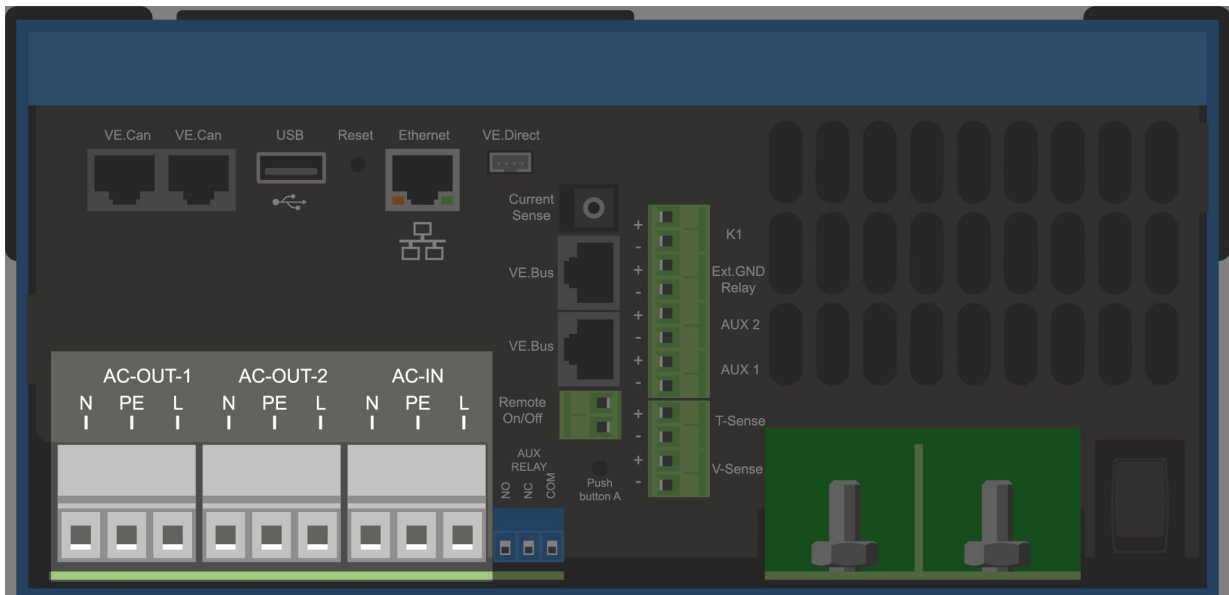 VE.Can VE.Can USB Reset Ethernet VE.Direct
Current
Sense
+
K1
-
VE.Bus
+
Ext.GND
-
Relay
+
AUX 2
-
VE.Bus
+
AUX 1
-
AC-OUT-1 AC-OUT-2 AC-IN
N PE L N PE L N PE L
Remote
On/Off
+
T-Sense
-
AUX
RELAY
+
V-Sense
-
NO NC COM
Push
button A